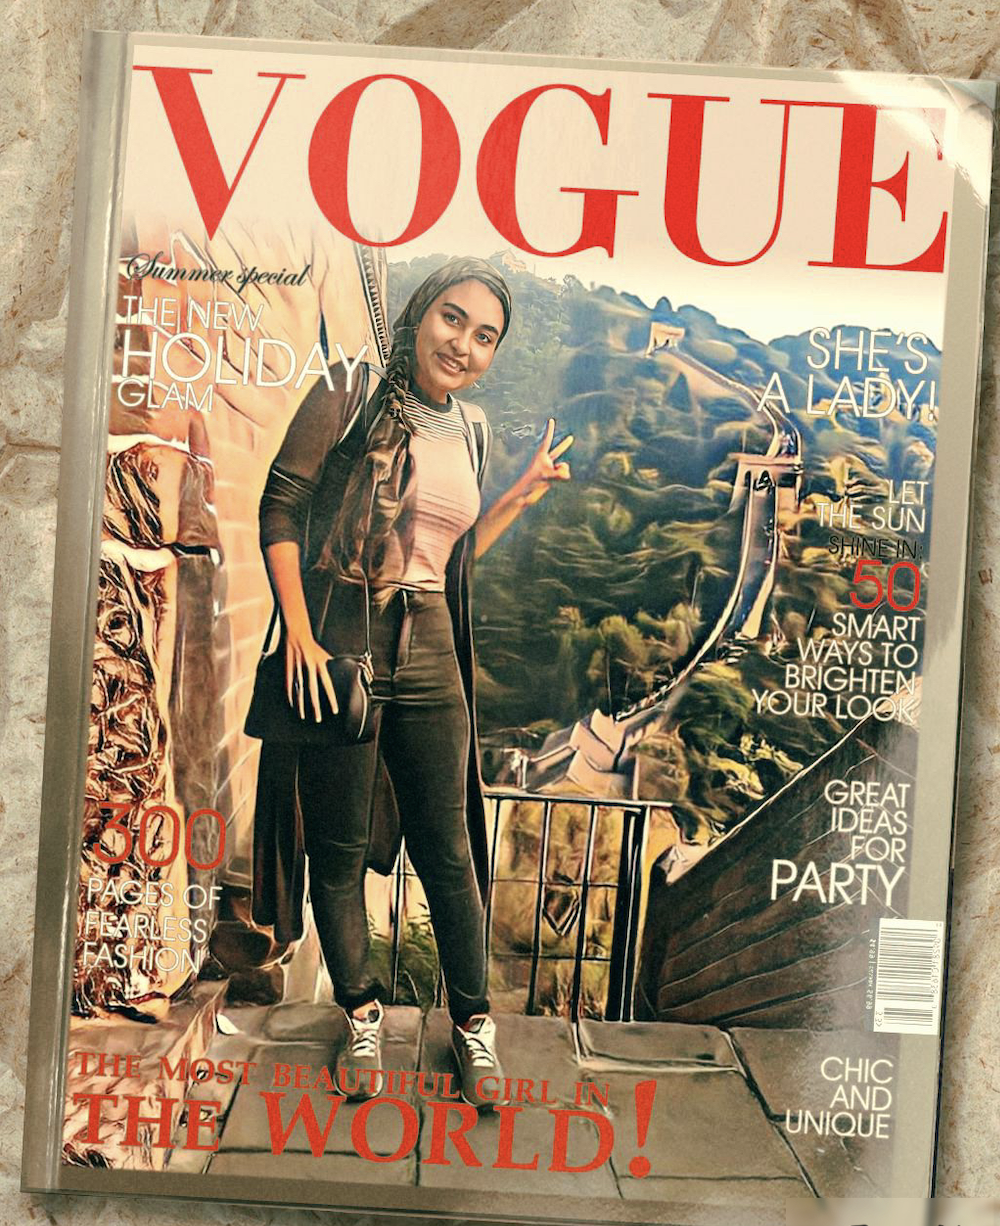 VOGUE
Summer special
THE NEW
HOLIDAY
GLAM
SHE'S
A LADY!
LET
THE SUN
SHINE IN:
50
SMART
WAYS TO
BRIGHTEN
YOUR LOOK
GREAT
IDEAS
FOR
PARTY
300
PAGES OF
FEARLESS
FASHION
CHIC
AND
UNIQUE
THE MOST BEAUTIFUL GIRL IN
THE WORLD!